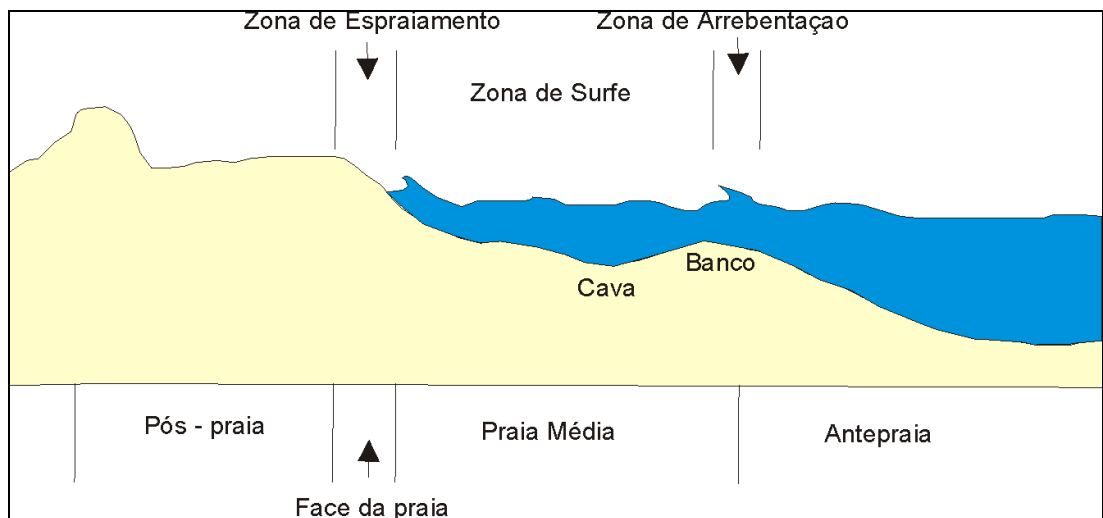 Zona de Espraiamento
Zona de Arrebentaçao
Zona de Surfe
Banco
Cava
Pós - praia
Praia Média
Antepraia
Face da praia